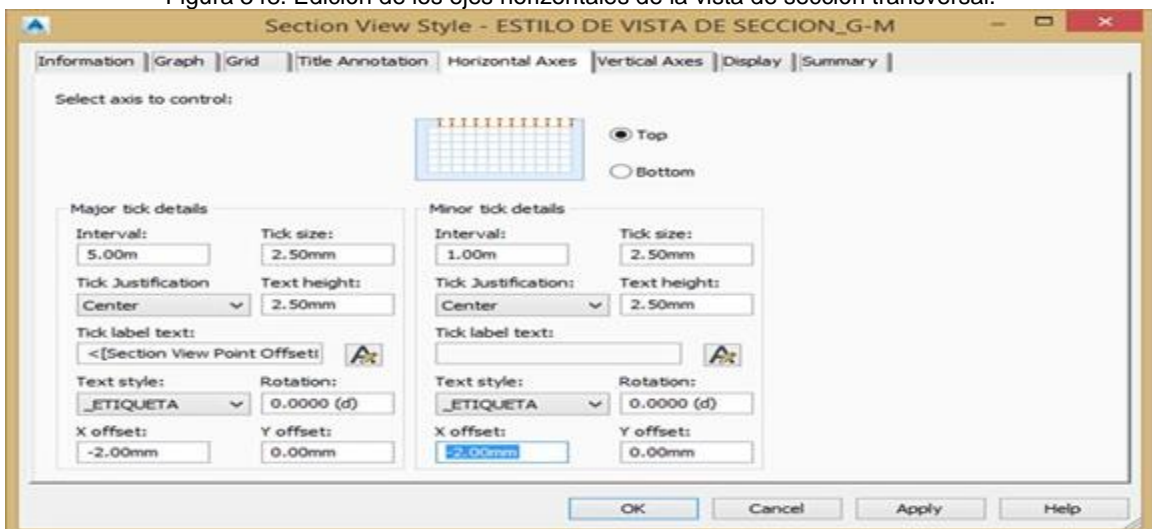 Figura 348. Edición de los ejes horizontales de la vista de sección transversal.
Section View Style - ESTILO DE VISTA DE SECCION_G-M
Information Graph Grid Title Annotation Horizontal Axes Vertical Axes Display Summary
Select axis to control:
Top
Bottom
Major tick details Minor tick details
Interval: Tick size: Interval: Tick size:
5.00m 2.50mm 1.00m 2.50mm
Tick Justification Text height: Tick Justification: Text height:
Center 2.50mm Center 2.50mm
Tick label text: Tick label text:
<[Section View Point Offset(
Text style: Rotation: Text style: Rotation:
_ETIQUETA 0.0000 (d) _ETIQUETA 0.0000 (d)
X offset: Y offset: X offset: Y offset:
-2.00mm 0.00mm -2.00mm 0.00mm
OK Cancel Apply Help